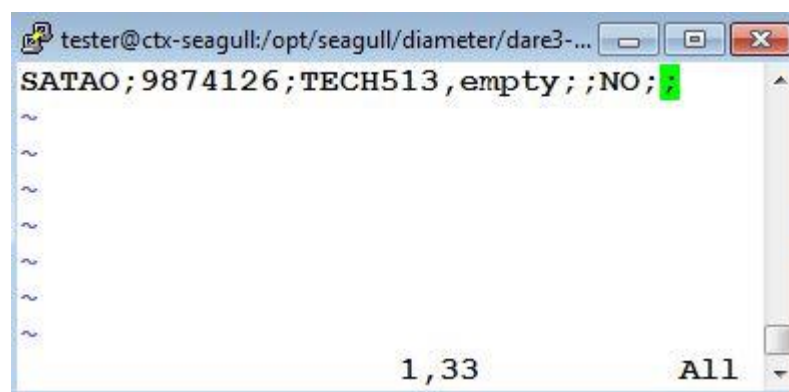 tester@ctx-seagull:/opt/seagull/diameter/dare3-...
SATAO;9874126;TECH513,empty;;NO;;
~
~
~
~
~
~
~
1,33 All